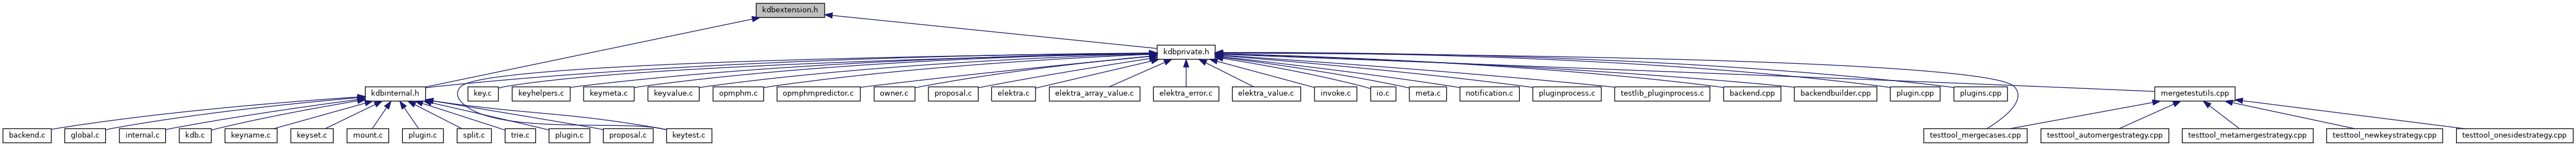 kdbextension.h
kdbprivate.h
kdbinternal.h
key.c
keyhelpers.c
keymeta.c
keyvalue.c
opmphm.c
opmphmpredictor.c
owner.c
proposal.c
elektra.c
elektra_array_value.c
elektra_error.c
elektra_value.c
invoke.c
io.c
meta.c
notification.c
pluginprocess.c
testlib_pluginprocess.c
backend.cpp
backendbuilder.cpp
plugin.cpp
plugins.cpp
mergetestutils.cpp
backend.c
global.c
internal.c
kdb.c
keyname.c
keyset.c
mount.c
plugin.c
split.c
trie.c
plugin.c
proposal.c
keytest.c
testtool_mergecases.cpp
testtool_automergestrategy.cpp
testtool_metamergestrategy.cpp
testtool_newkeystrategy.cpp
testtool_onesidestrategy.cpp